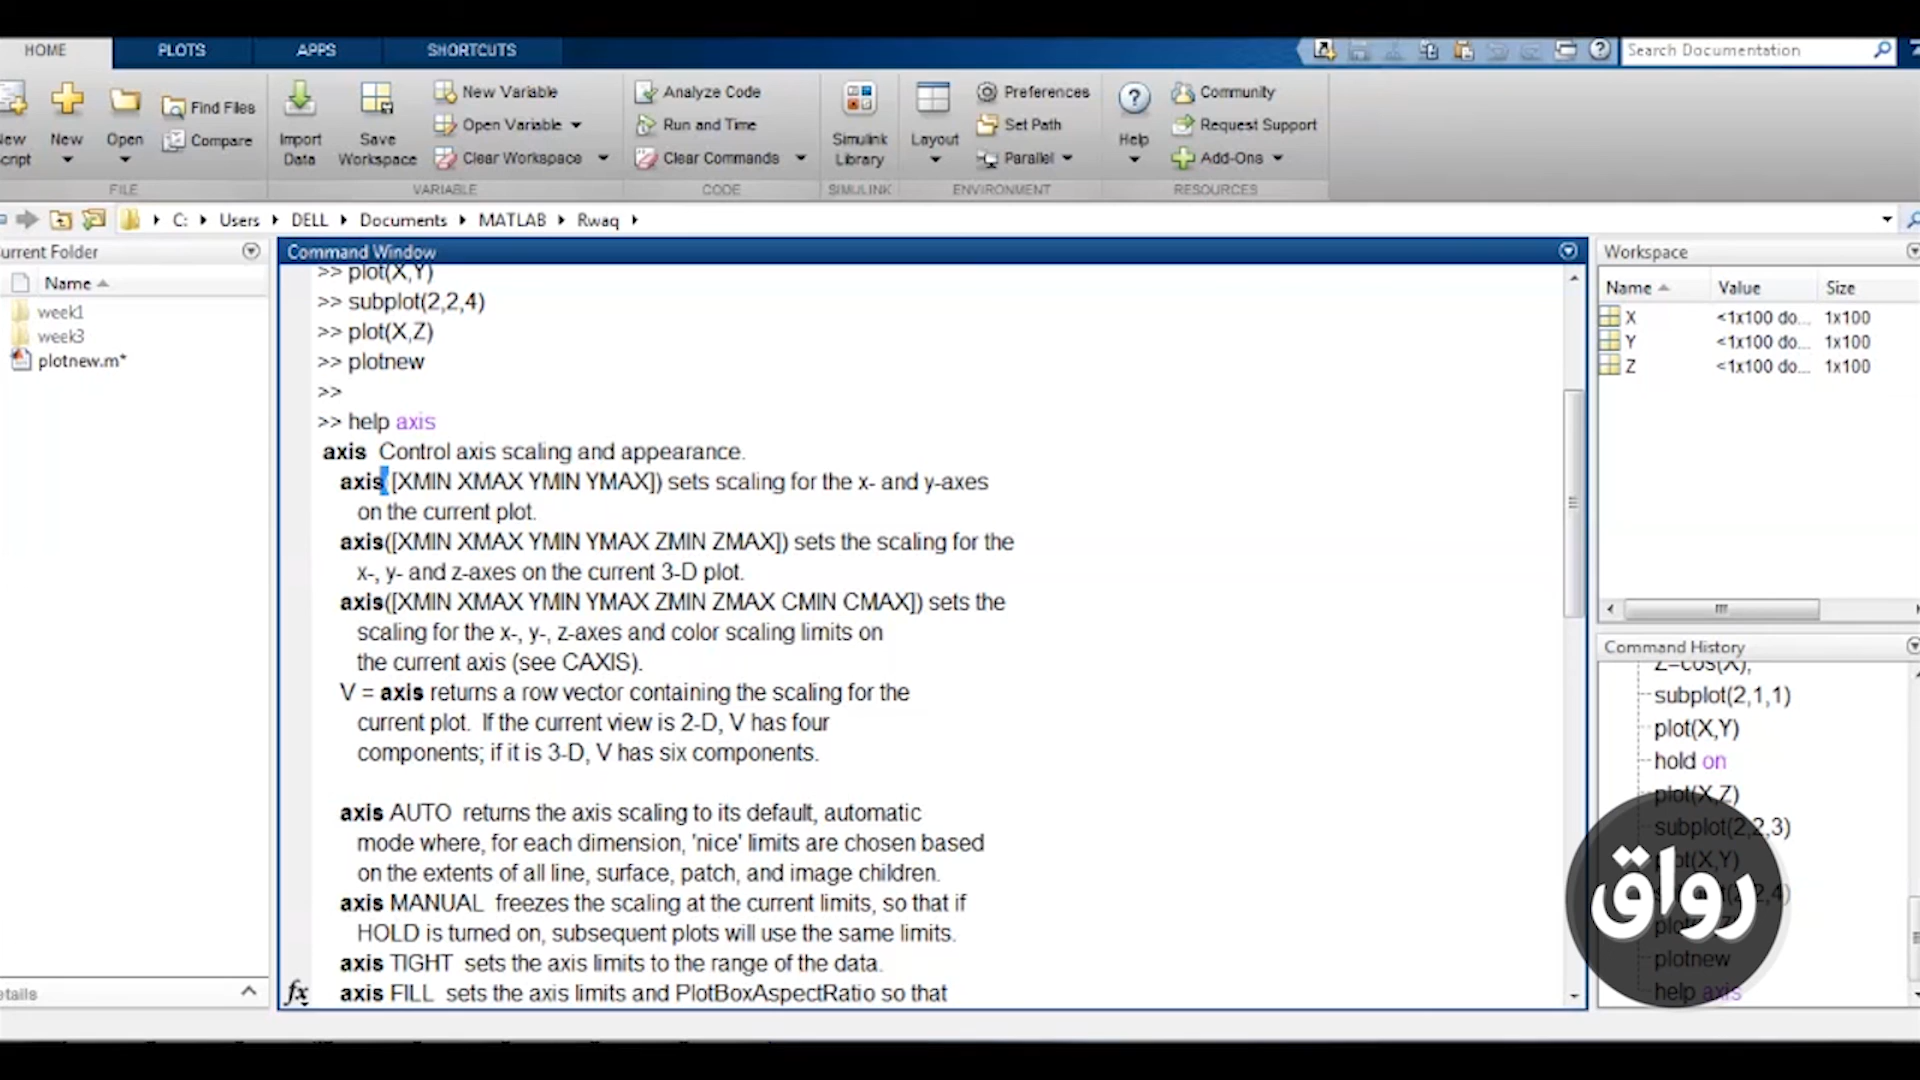 HOME PLOTS APPS SHORTCUTS
Search Documentation
New Variable Analyze Code Preferences Community
Find Files
Open Variable Run and Time Set Path Request Support
New Open Compare Import Save Simulink Layout Help
Data Workspace Clear Workspace Clear Commands Library Parallel Add-Ons
FILE VARIABLE CODE SIMULINK ENVIRONMENT RESOURCES
C: Users DELL Documents MATLAB Rwaq
urrent Folder
Name
week1
week3
plotnew.m*
etails
Command Window
>> plot(X,Y)
>> subplot(2,2,4)
>> plot(X,Z)
>> plotnew
>>
>> help axis
axis Control axis scaling and appearance.
axis([XMIN XMAX YMIN YMAX]) sets scaling for the x- and y-axes
on the current plot.
axis([XMIN XMAX YMIN YMAX ZMIN ZMAX]) sets the scaling for the
x-, y- and z-axes on the current 3-D plot.
axis([XMIN XMAX YMIN YMAX ZMIN ZMAX CMIN CMAX]) sets the
scaling for the x-, y-, z-axes and color scaling limits on
the current axis (see CAXIS).
V = axis returns a row vector containing the scaling for the
current plot. If the current view is 2-D, V has four
components; if it is 3-D, V has six components.
axis AUTO returns the axis scaling to its default, automatic
mode where, for each dimension, 'nice' limits are chosen based
on the extents of all line, surface, patch, and image children.
axis MANUAL freezes the scaling at the current limits, so that if
HOLD is turned on, subsequent plots will use the same limits.
axis TIGHT sets the axis limits to the range of the data.
fx axis FILL sets the axis limits and PlotBoxAspectRatio so that
Workspace
Name Value Size
X <1x100 do... 1x100
Y <1x100 do... 1x100
Z <1x100 do... 1x100
Command History
Z=cos(X);
subplot(2,1,1)
plot(X,Y)
hold on
plot(X,Z)
subplot(2,2,3)
plot(X,Y)
plotnew
help axis
رواق